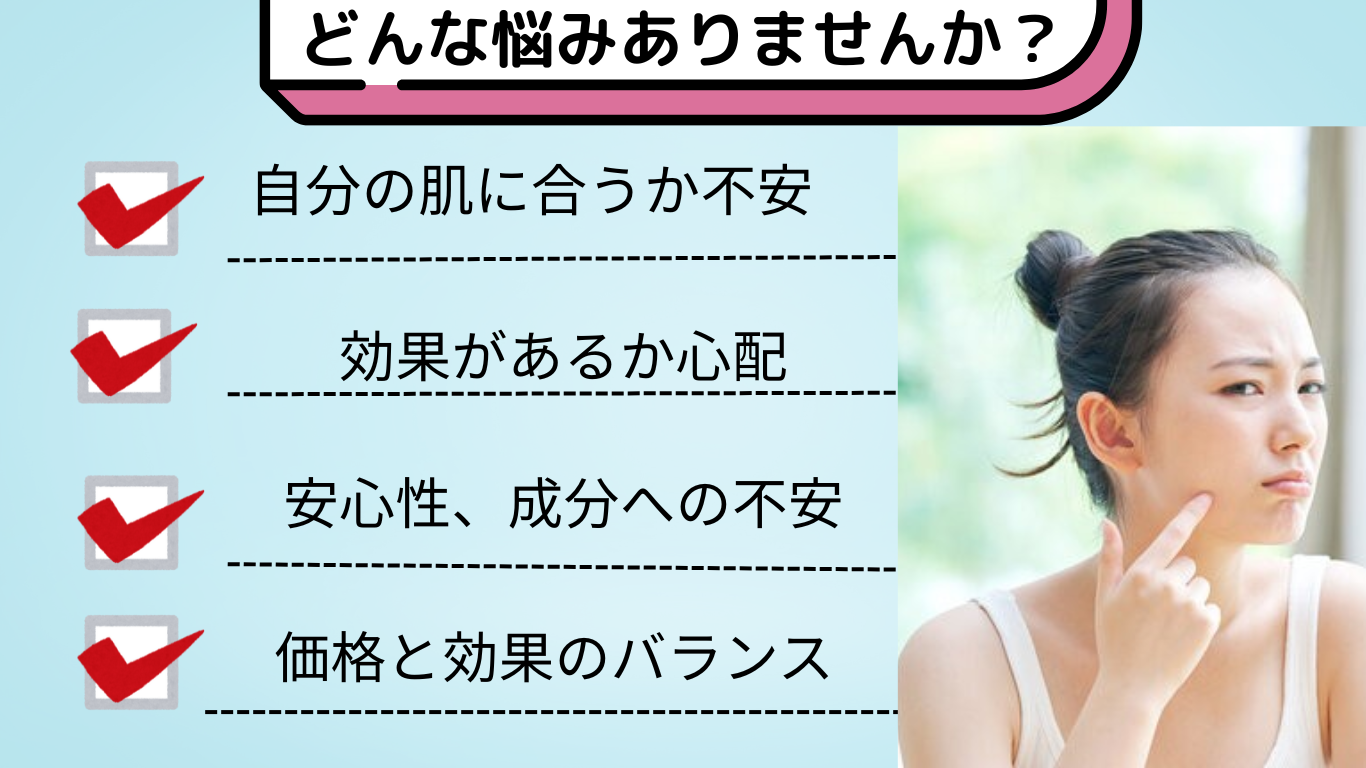 どんな悩みありませんか？
自分の肌に合うか不安
効果があるか心配
安心性、成分への不安
価格と効果のバランス